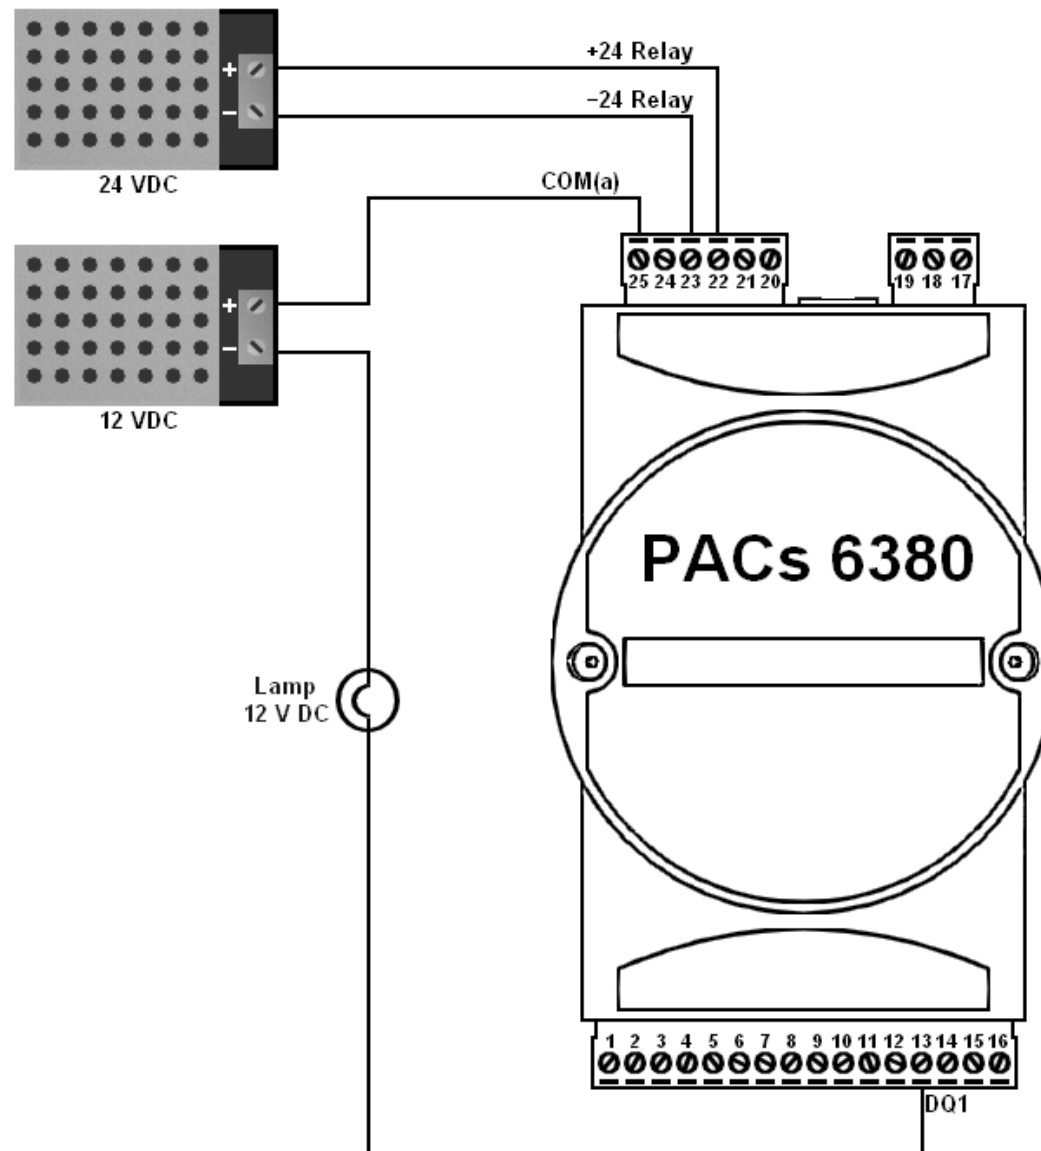 +24 Relay
+
−24 Relay
−
24 VDC
COM(a)
25 24 23 22 21 20
19 18 17
+
−
12 VDC
PACs 6380
Lamp
12 V DC
1 2 3 4 5 6 7 8 9 10 11 12 13 14 15 16
DQ1